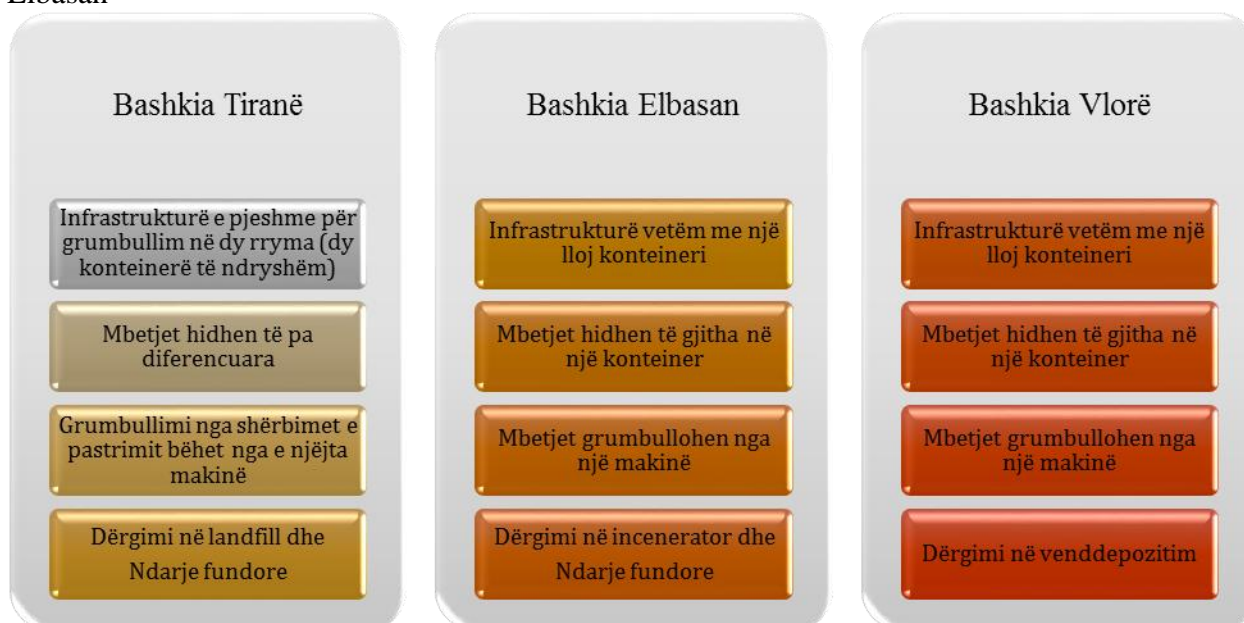 Elbasan
Bashkia Tiranë
Infrastrukturë e pjeshme për
grumbullim në dy rryma (dy
konteinerë të ndryshëm)
Mbetjet hidhen të pa
diferencuara
Grumbullimi nga shërbimet e
pastrimit bëhet nga e njëjta
makinë
Dërgimi në landfill dhe
Ndarje fundore
Bashkia Elbasan
Infrastrukturë vetëm me një
lloj konteineri
Mbetjet hidhen të gjitha në
një konteiner
Mbetjet grumbullohen nga
një makinë
Dërgimi në incenerator dhe
Ndarje fundore
Bashkia Vlorë
Infrastrukturë vetëm me një
lloj konteineri
Mbetjet hidhen të gjitha në
një konteiner
Mbetjet grumbullohen nga
një makinë
Dërgimi në venddepozitim